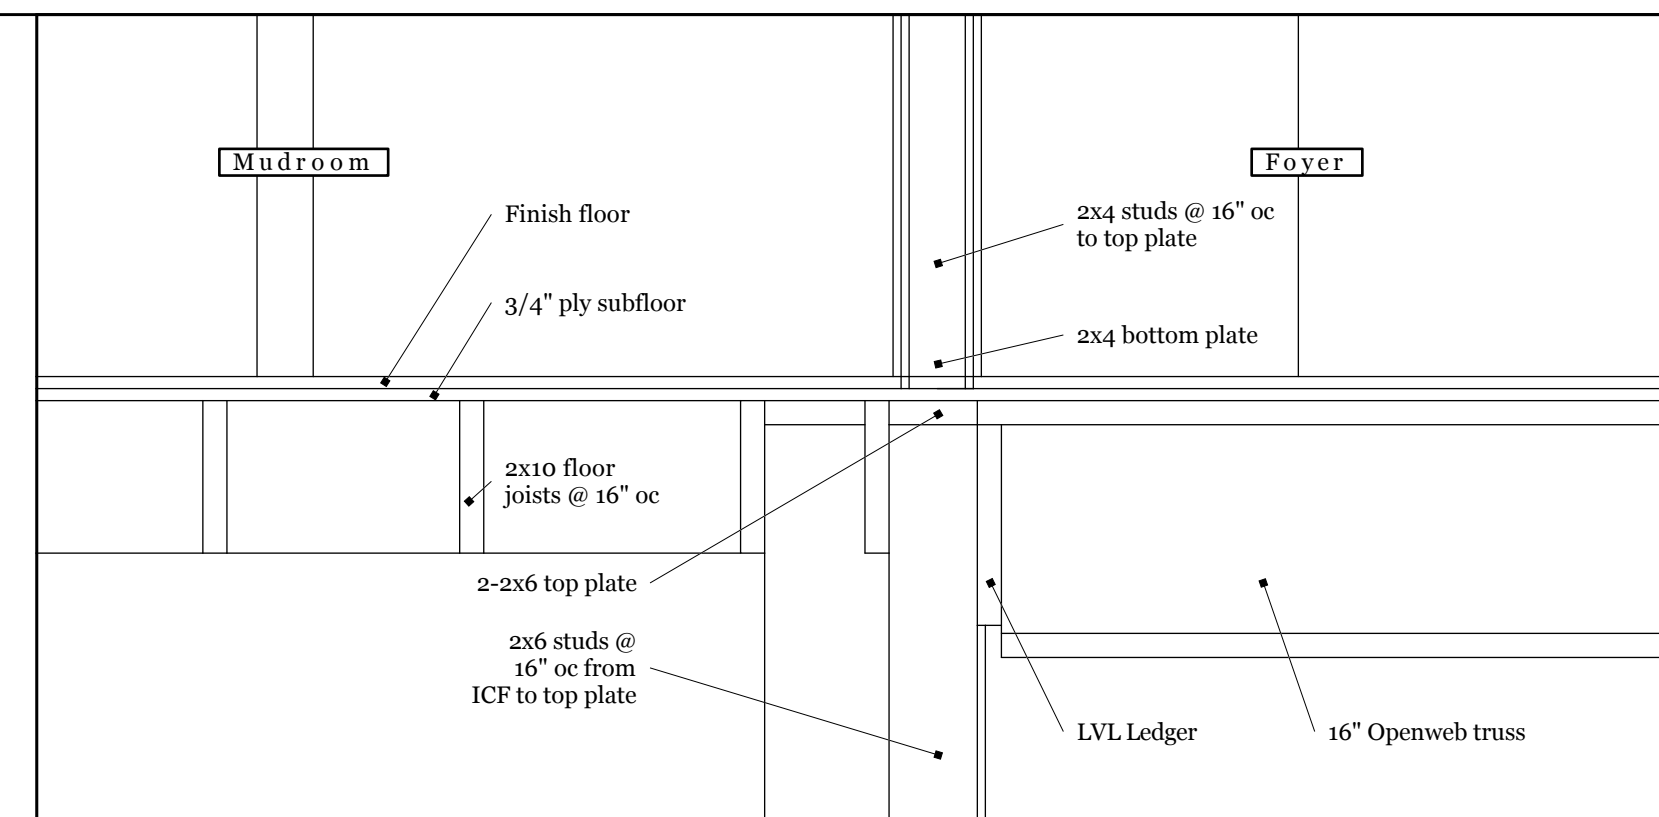 Mudroom
Foyer
Finish floor
2x4 studs @ 16" oc
to top plate
3/4" ply subfloor
2x4 bottom plate
2x10 floor
joists @ 16" oc
2-2x6 top plate
2x6 studs @
16" oc from
ICF to top plate
LVL Ledger
16" Openweb truss